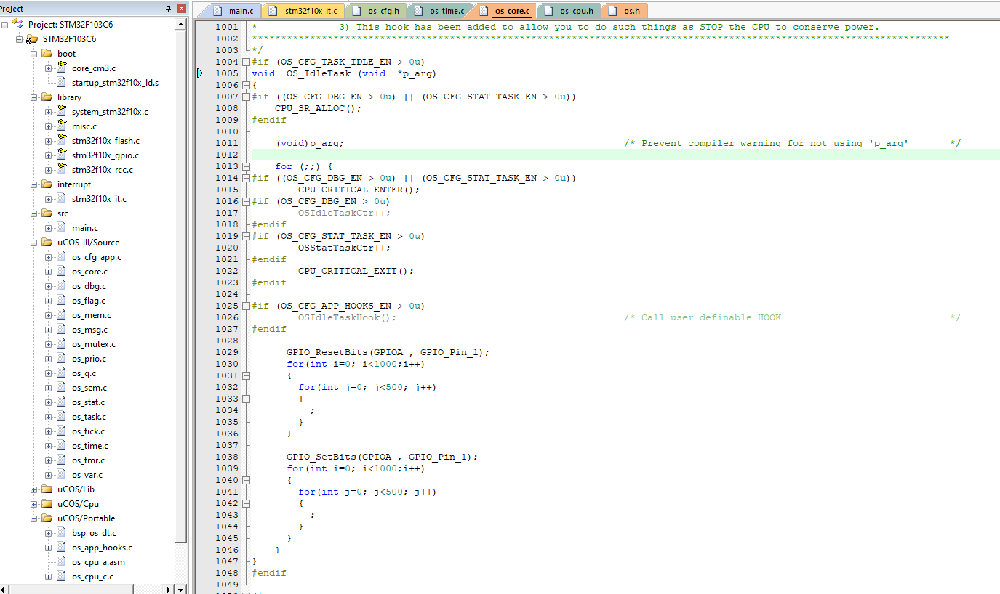 Project
Project: STM32F103C6
STM32F103C6
boot
core_cm3.c
startup_stm32f10x_ld.s
library
system_stm32f10x.c
misc.c
stm32f10x_flash.c
stm32f10x_gpio.c
stm32f10x_rcc.c
interrupt
stm32f10x_it.c
src
main.c
uCOS-III/Source
os_cfg_app.c
os_core.c
os_dbg.c
os_flag.c
os_mem.c
os_msg.c
os_mutex.c
os_prio.c
os_q.c
os_sem.c
os_stat.c
os_task.c
os_tick.c
os_time.c
os_tmr.c
os_var.c
uCOS/Lib
uCOS/Cpu
uCOS/Portable
bsp_os_dt.c
os_app_hooks.c
os_cpu_a.asm
os_cpu_c.c
main.c stm32f10x_it.c os_cfg.h os_time.c os_core.c os_cpu.h os.h
1001 * 3) This hook has been added to allow you to do such things as STOP the CPU to conserve power.
1002 ************************************************************************************************************************
1003 */
1004 #if (OS_CFG_TASK_IDLE_EN > 0u)
1005 void  OS_IdleTask (void  *p_arg)
1006 {
1007 #if ((OS_CFG_DBG_EN > 0u) || (OS_CFG_STAT_TASK_EN > 0u))
1008     CPU_SR_ALLOC();
1009 #endif
1010
1011     (void)p_arg; /* Prevent compiler warning for not using 'p_arg' */
1012
1013     for (;;) {
1014 #if ((OS_CFG_DBG_EN > 0u) || (OS_CFG_STAT_TASK_EN > 0u))
1015         CPU_CRITICAL_ENTER();
1016 #if (OS_CFG_DBG_EN > 0u)
1017         OSIdleTaskCtr++;
1018 #endif
1019 #if (OS_CFG_STAT_TASK_EN > 0u)
1020         OSStatTaskCtr++;
1021 #endif
1022         CPU_CRITICAL_EXIT();
1023 #endif
1024
1025 #if (OS_CFG_APP_HOOKS_EN > 0u)
1026         OSIdleTaskHook(); /* Call user definable HOOK */
1027 #endif
1028
1029       GPIO_ResetBits(GPIOA , GPIO_Pin_1);
1030       for(int i=0; i<1000;i++)
1031       {
1032         for(int j=0; j<500; j++)
1033         {
1034           ;
1035         }
1036       }
1037
1038       GPIO_SetBits(GPIOA , GPIO_Pin_1);
1039       for(int i=0; i<1000;i++)
1040       {
1041         for(int j=0; j<500; j++)
1042         {
1043           ;
1044         }
1045       }
1046     }
1047 }
1048 #endif
1049